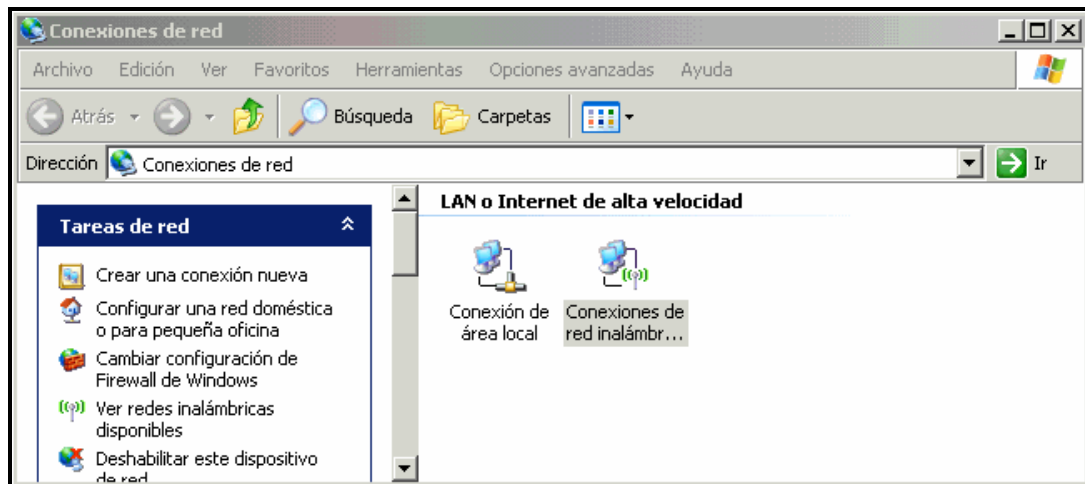 Conexiones de red
Archivo Edición Ver Favoritos Herramientas Opciones avanzadas Ayuda
Atrás Búsqueda Carpetas
Dirección Conexiones de red Ir
Tareas de red
Crear una conexión nueva
Configurar una red doméstica
o para pequeña oficina
Cambiar configuración de
Firewall de Windows
Ver redes inalámbricas
disponibles
Deshabilitar este dispositivo
de red
LAN o Internet de alta velocidad
Conexión de
área local
Conexiones de
red inalámbr...